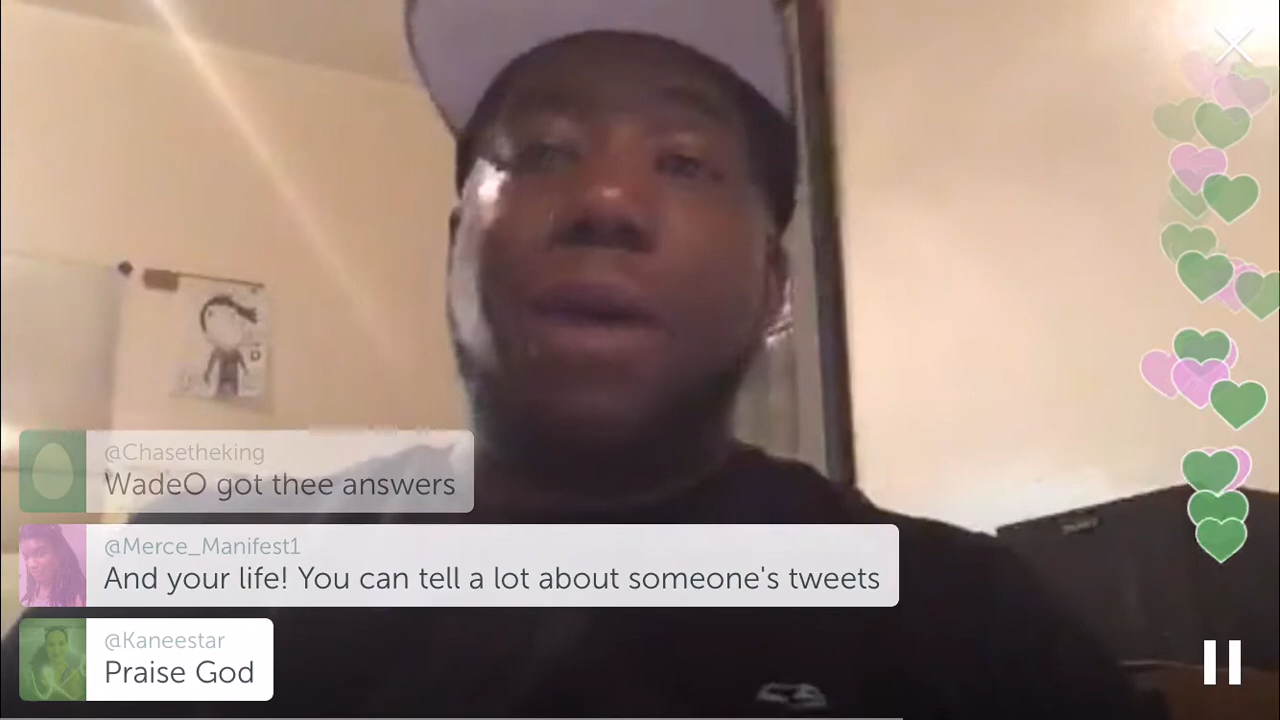 @Chasetheking
WadeO got thee answers
@Merce_Manifest1
And your life! You can tell a lot about someone's tweets
@Kaneestar
Praise God